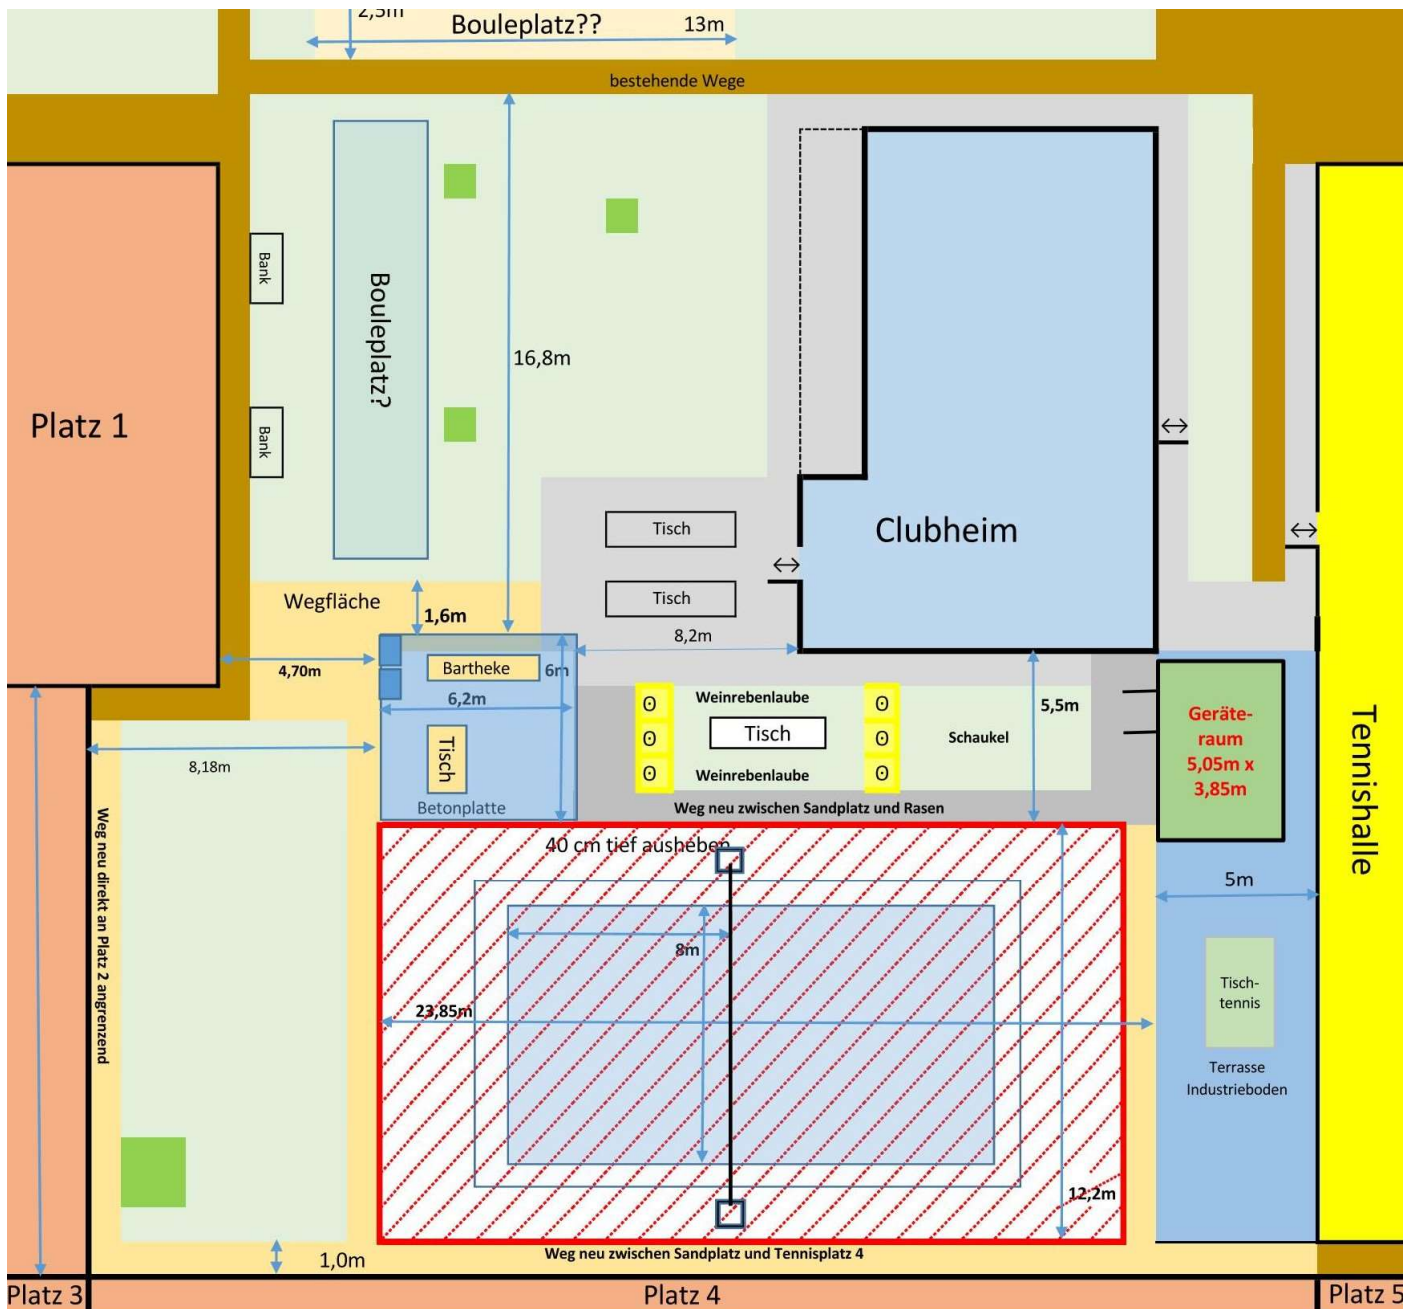 2,5m
Bouleplatz??
13m
bestehende Wege
Bank
Bouleplatz?
16,8m
Platz 1
Bank
Clubheim
Tisch
Tisch
Wegfläche
1,6m
8,2m
4,70m
Bartheke
6m
6,2m
Weinrebenlaube
5,5m
Tisch
Tisch
Schaukel
Geräte-
raum
5,05m x
3,85m
Tennishalle
8,18m
Weinrebenlaube
Betonplatte
Weg neu zwischen Sandplatz und Rasen
Weg neu direkt an Platz 2 angrenzend
40 cm tief ausheben
5m
8m
23,85m
Tisch-
tennis
Terrasse
Industrieboden
12,2m
Weg neu zwischen Sandplatz und Tennisplatz 4
1,0m
Platz 3
Platz 4
Platz 5